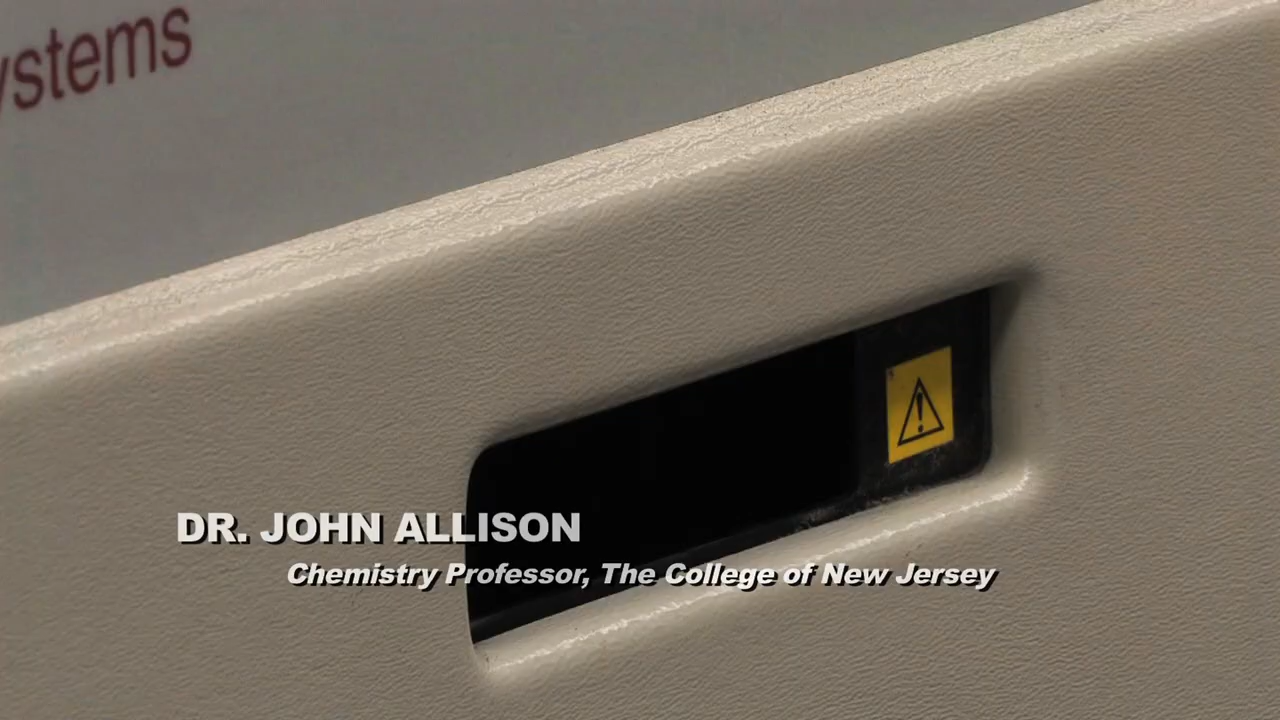 ystems
DR. JOHN ALLISON
Chemistry Professor, The College of New Jersey